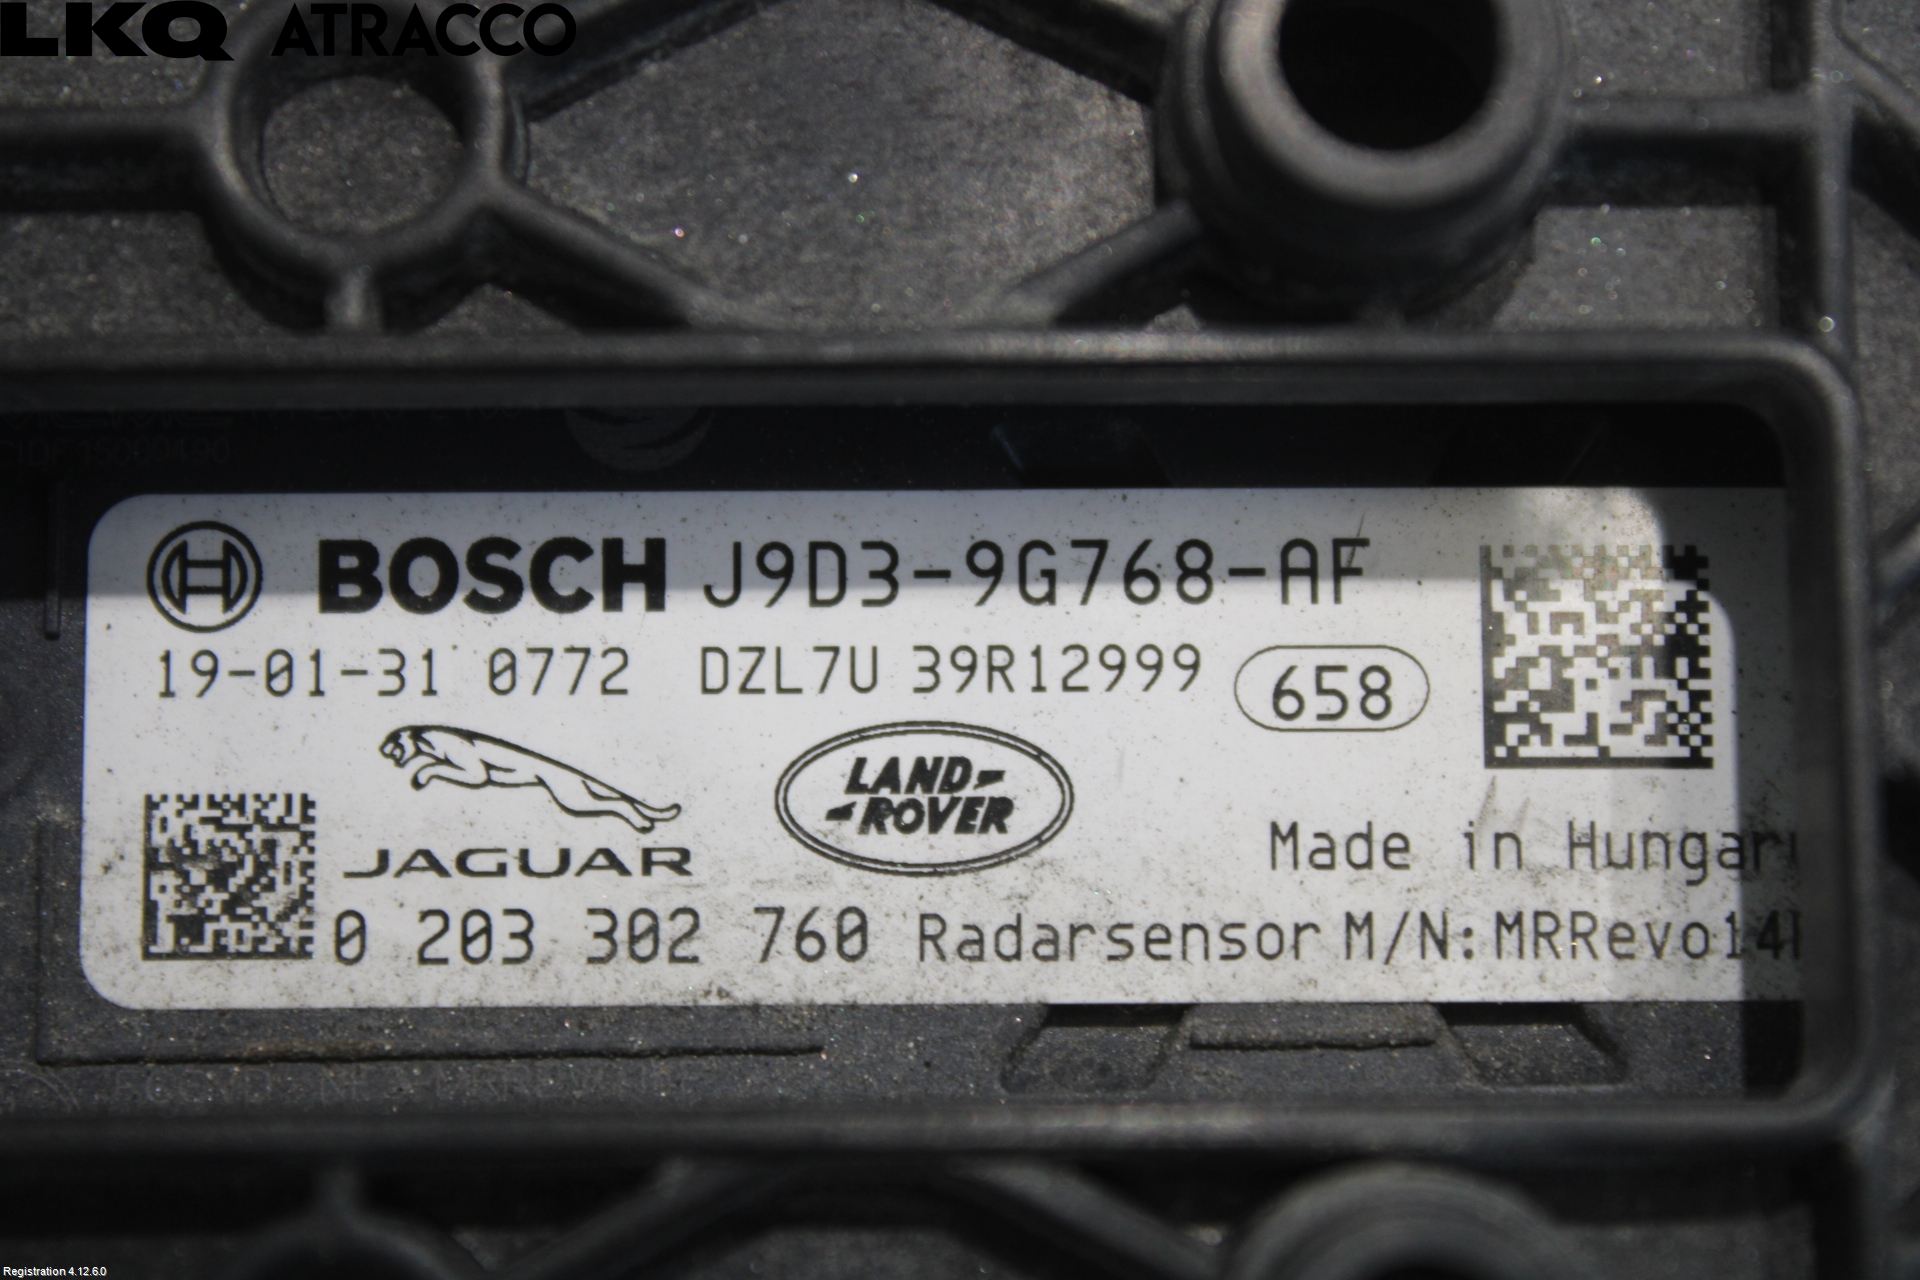 LKQ ATRACCO
BOSCH J9D3-9G768-AF
19-01-31 0772 DZL7U 39R12999 658
JAGUAR
LAND-
-ROVER
Made in Hungary
0 203 302 760 Radarsensor M/N:MRRevo14
Registration 4.12.6.0